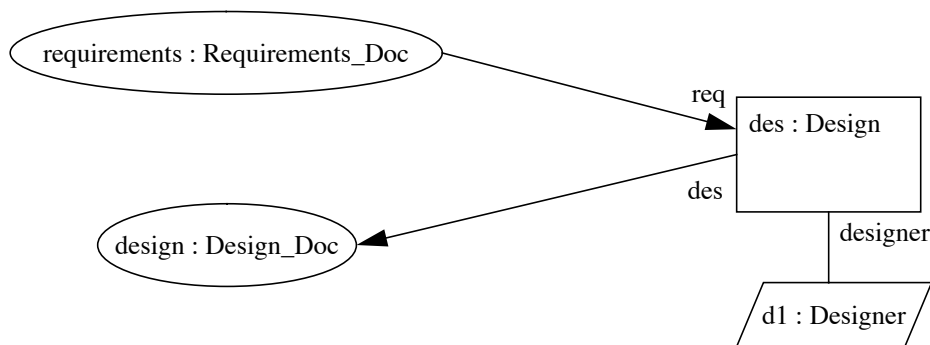 requirements : Requirements_Doc
req
des : Design
des
design : Design_Doc
designer
d1 : Designer